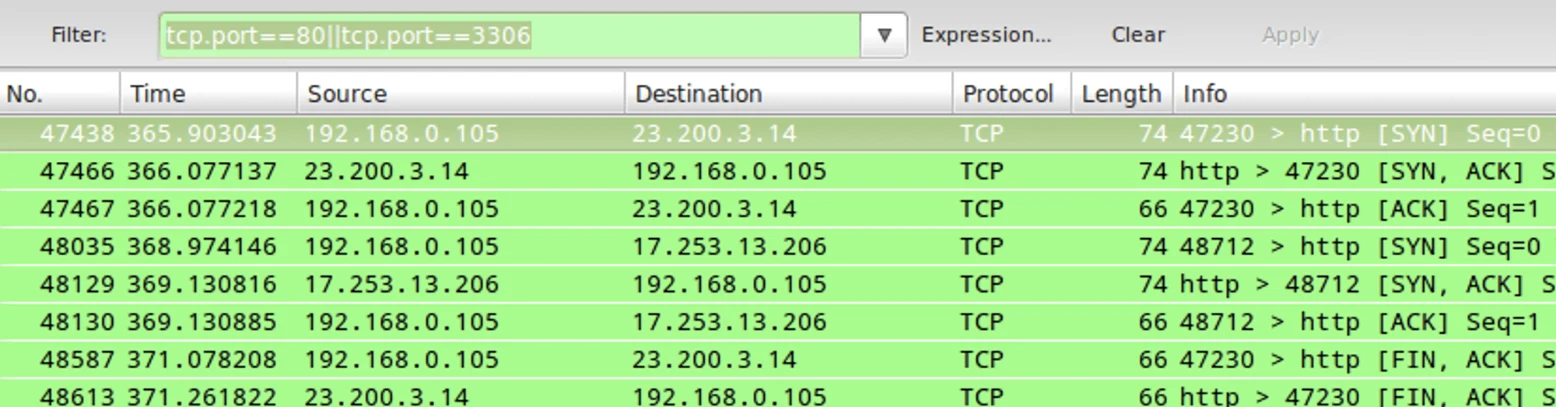 Filter: tcp.port==80||tcp.port==3306 Expression... Clear Apply
No. Time Source Destination Protocol Length Info
47438 365.903043 192.168.0.105 23.200.3.14 TCP 74 47230 > http [SYN] Seq=0
47466 366.077137 23.200.3.14 192.168.0.105 TCP 74 http > 47230 [SYN, ACK] S
47467 366.077218 192.168.0.105 23.200.3.14 TCP 66 47230 > http [ACK] Seq=1
48035 368.974146 192.168.0.105 17.253.13.206 TCP 74 48712 > http [SYN] Seq=0
48129 369.130816 17.253.13.206 192.168.0.105 TCP 74 http > 48712 [SYN, ACK] S
48130 369.130885 192.168.0.105 17.253.13.206 TCP 66 48712 > http [ACK] Seq=1
48587 371.078208 192.168.0.105 23.200.3.14 TCP 66 47230 > http [FIN, ACK] S
48613 371.261822 23.200.3.14 192.168.0.105 TCP 66 http > 47230 [FIN, ACK] S